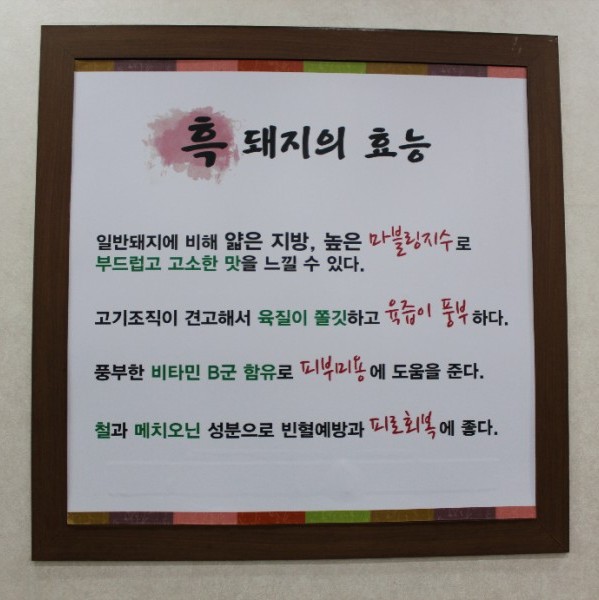 흑돼지의 효능
일반돼지에 비해 얇은 지방, 높은 마블링지수로
부드럽고 고소한 맛을 느낄 수 있다.
고기조직이 견고해서 육질이 쫄깃하고 육즙이 풍부하다.
풍부한 비타민 B군 함유로 피부미용에 도움을 준다.
철과 메치오닌 성분으로 빈혈예방과 피로회복에 좋다.